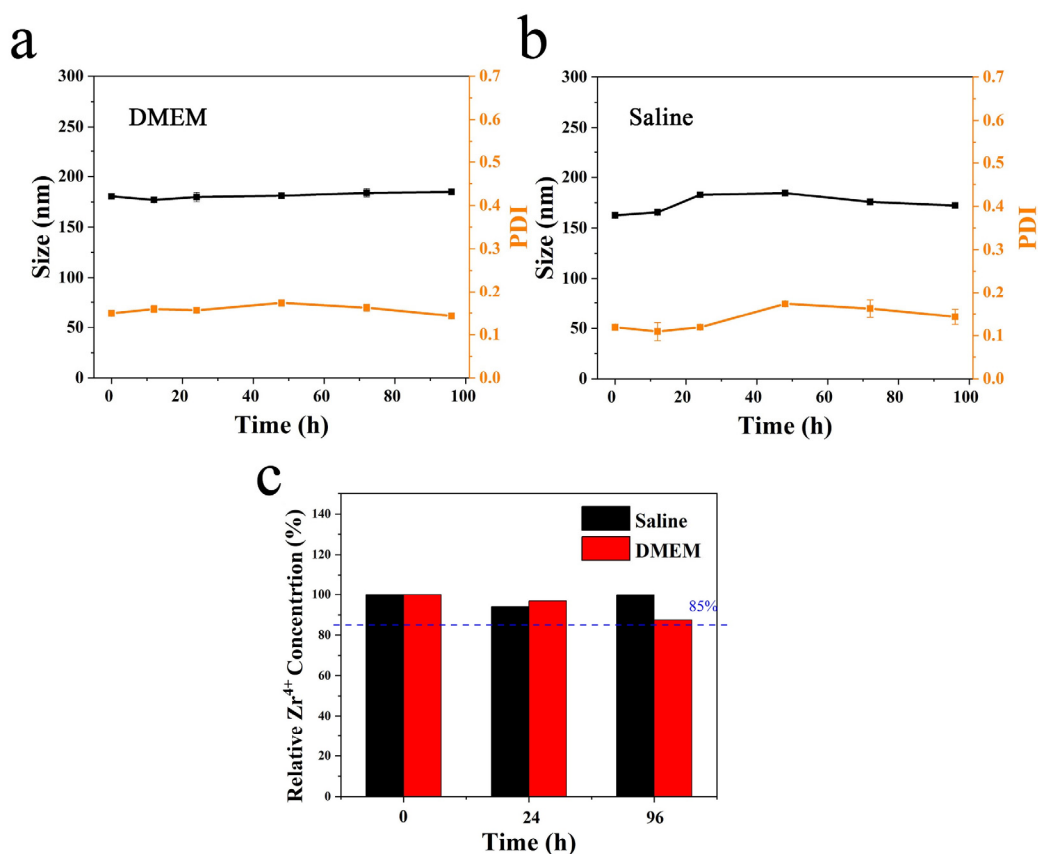 a
b
300
250
200
150
100
50
0
Size (nm)
DMEM
0.7
0.6
0.5
0.4
0.3
0.2
0.1
0.0
PDI
0 20 40 60 80 100
Time (h)
300
250
200
150
100
50
0
Size (nm)
Saline
0.7
0.6
0.5
0.4
0.3
0.2
0.1
0.0
PDI
0 20 40 60 80 100
Time (h)
c
140
120
100
80
60
40
20
0
Relative Zr⁴⁺ Concentrtion (%)
Saline
DMEM
85%
0 24 96
Time (h)